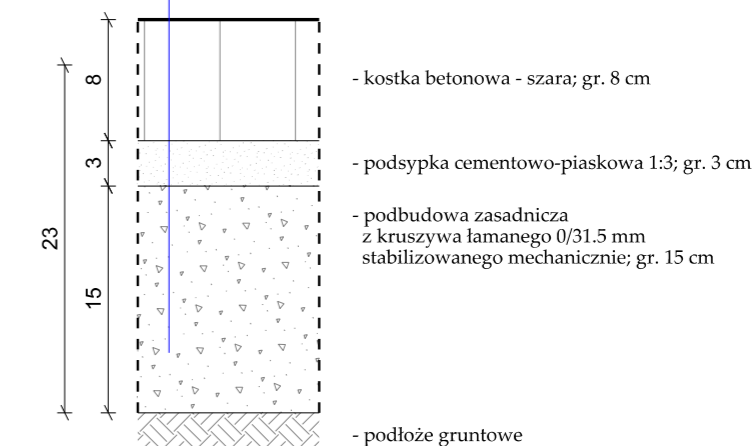 8
- kostka betonowa - szara; gr. 8 cm
3
- podsypka cementowo-piaskowa 1:3; gr. 3 cm
- podbudowa zasadnicza
z kruszywa łamanego 0/31.5 mm
stabilizowanego mechanicznie; gr. 15 cm
23
15
- podłoże gruntowe